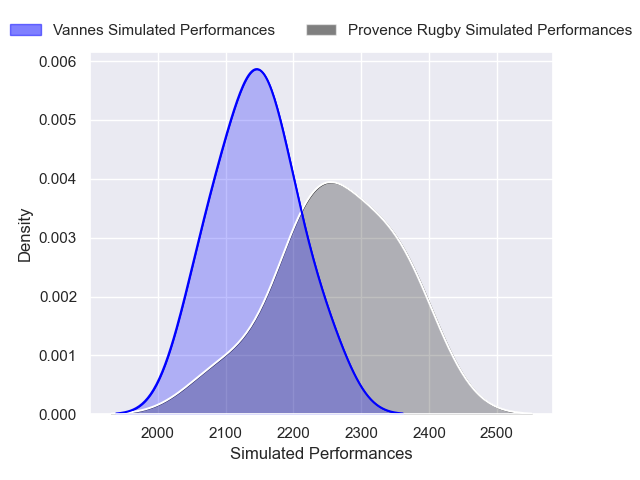 Vannes Simulated Performances
Provence Rugby Simulated Performances
0.006
0.005
0.004
0.003
0.002
0.001
0.000
Density
2000 2100 2200 2300 2400 2500
Simulated Performances